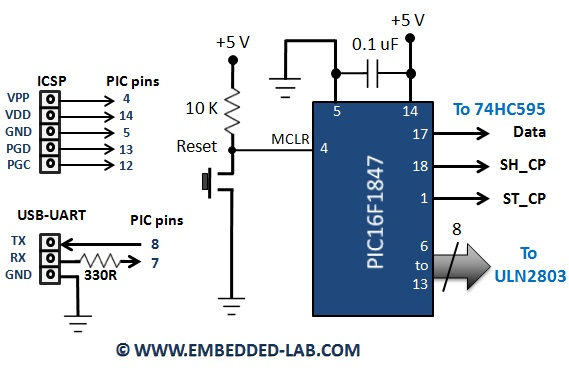 +5 V
+5 V
0.1 uF
ICSP PIC pins
VPP 4
VDD 14
GND 5
PGD 13
PGC 12
10 K
Reset
MCLR
4
5
14
PIC16F1847
To 74HC595
17 Data
18 SH_CP
1 ST_CP
6
to
13
8
To
ULN2803
USB-UART
PIC pins
TX 8
RX 7
330R
GND
© WWW.EMBEDDED-LAB.COM